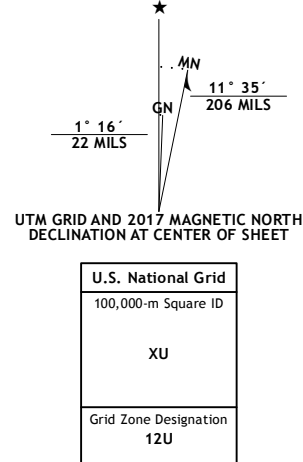 ★
MN
GN
11° 35´
206 MILS
1° 16´
22 MILS
UTM GRID AND 2017 MAGNETIC NORTH
DECLINATION AT CENTER OF SHEET
U.S. National Grid
100,000-m Square ID
XU
Grid Zone Designation
12U